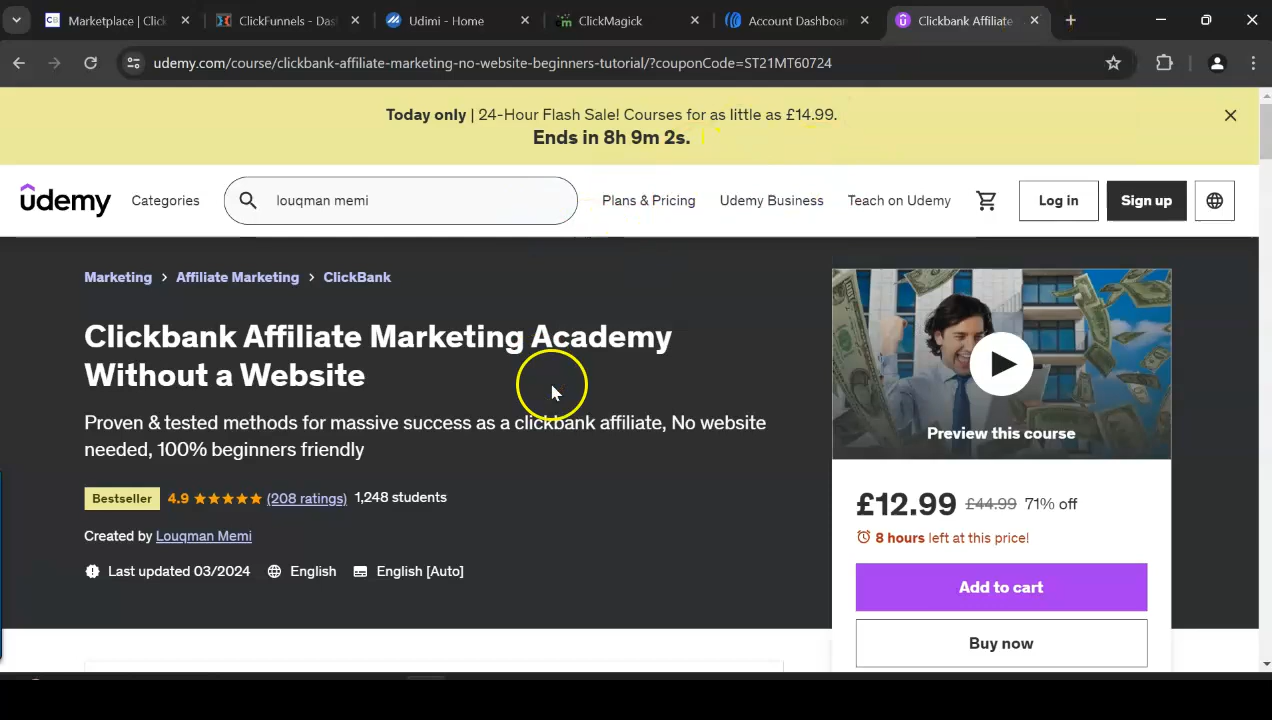 Marketplace | Click
ClickFunnels - Das
Udimi - Home
ClickMagick
Account Dashboar
Clickbank Affiliate
udemy.com/course/clickbank-affiliate-marketing-no-website-beginners-tutorial/?couponCode=ST21MT60724
Today only | 24-Hour Flash Sale! Courses for as little as £14.99.
Ends in 8h 9m 2s.
udemy
Categories
louqman memi
Plans & Pricing
Udemy Business
Teach on Udemy
Log in
Sign up
Marketing > Affiliate Marketing > ClickBank
Clickbank Affiliate Marketing Academy
Without a Website
Proven & tested methods for massive success as a clickbank affiliate, No website
needed, 100% beginners friendly
Bestseller 4.9 (208 ratings) 1,248 students
Created by Louqman Memi
Last updated 03/2024 English English [Auto]
Preview this course
£12.99 £44.99 71% off
8 hours left at this price!
Add to cart
Buy now